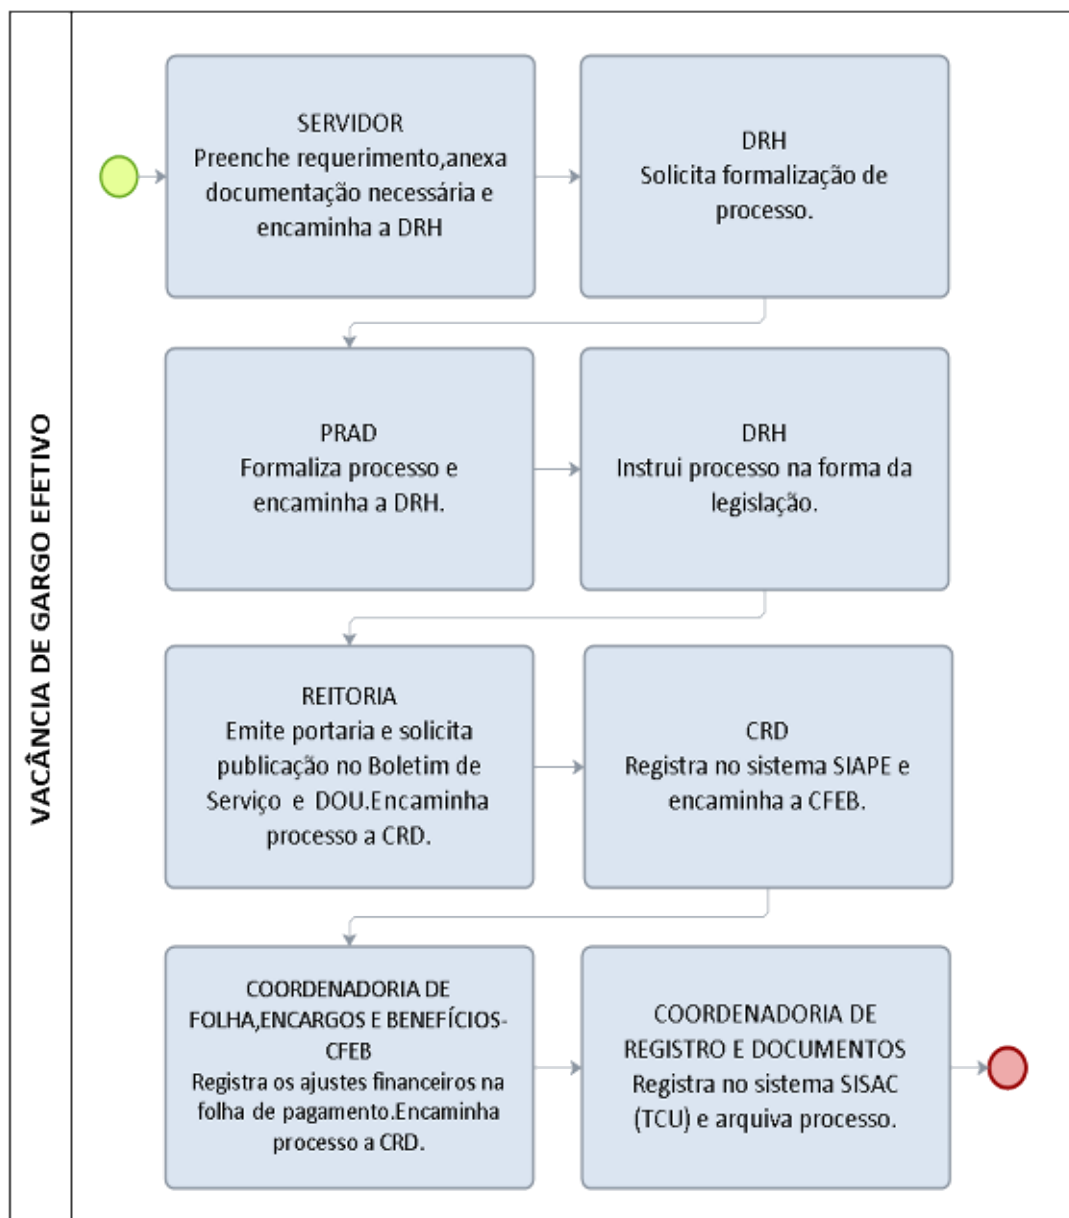 VACÂNCIA DE GARGO EFETIVO
SERVIDOR
Preenche requerimento,anexa
documentação necessária e
encaminha a DRH
DRH
Solicita formalização de
processo.
PRAD
Formaliza processo e
encaminha a DRH.
DRH
Instrui processo na forma da
legislação.
REITORIA
Emite portaria e solicita
publicação no Boletim de
Serviço e DOU.Encaminha
processo a CRD.
CRD
Registra no sistema SIAPE e
encaminha a CFEB.
COORDENADORIA DE
FOLHA,ENCARGOS E BENEFÍCIOS-
CFEB
Registra os ajustes financeiros na
folha de pagamento.Encaminha
processo a CRD.
COORDENADORIA DE
REGISTRO E DOCUMENTOS
Registra no sistema SISAC
(TCU) e arquiva processo.